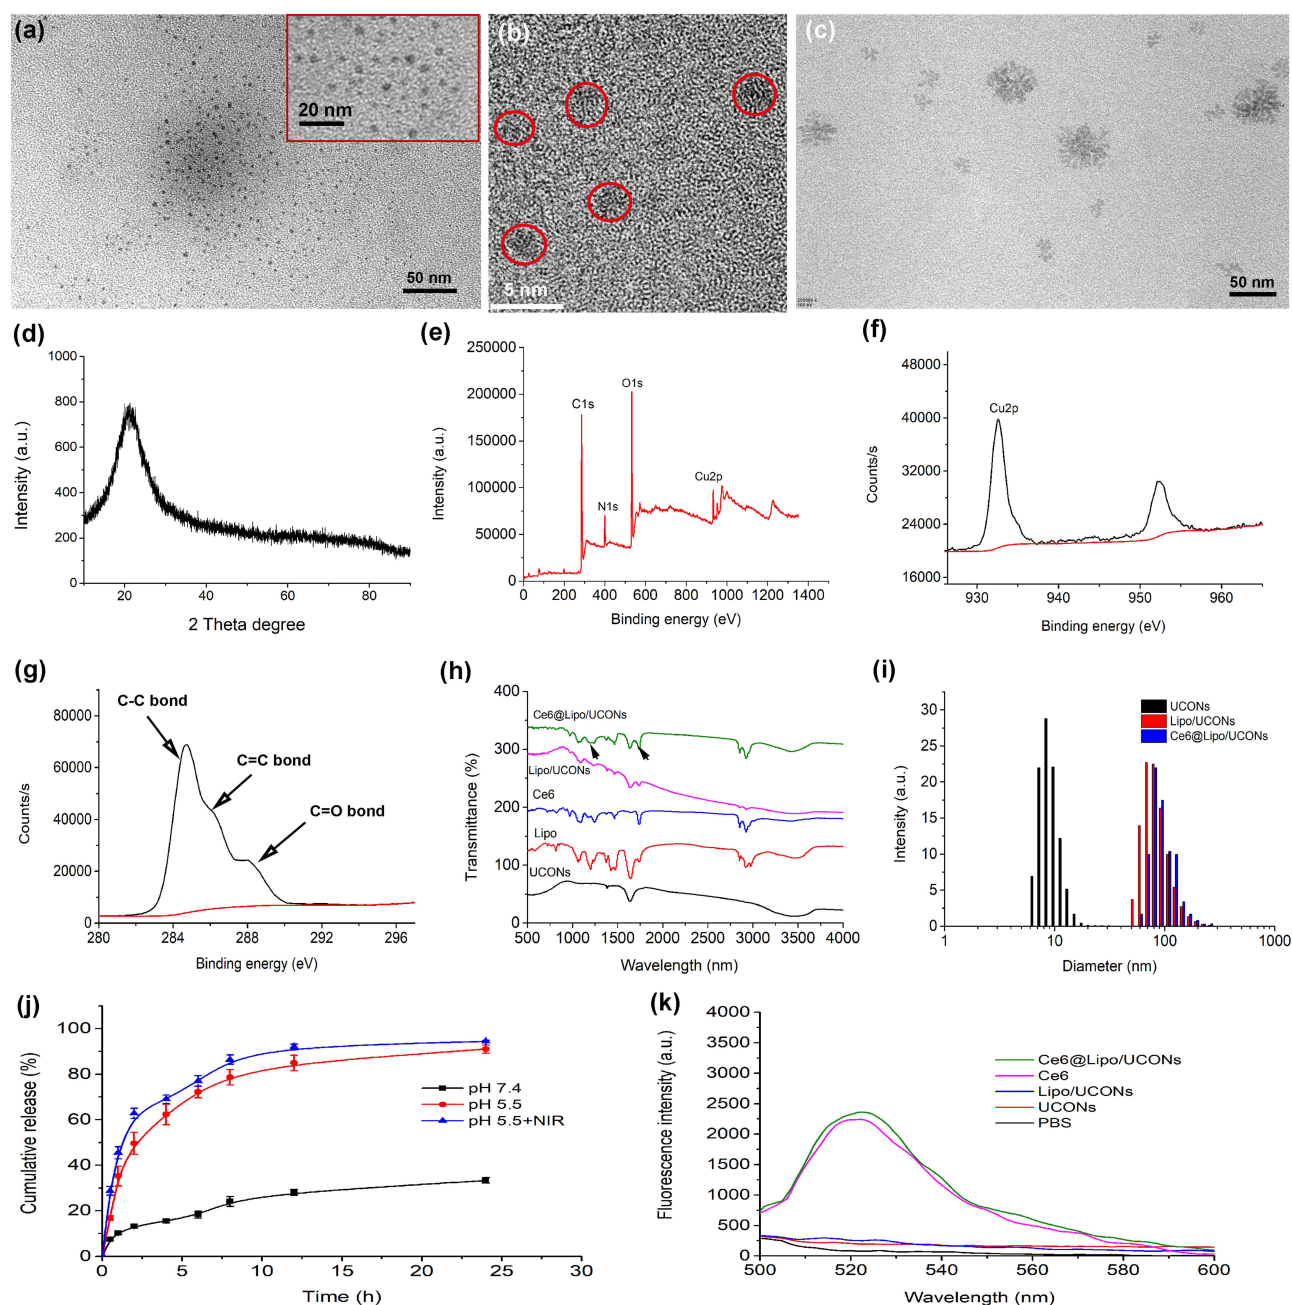 (a)
20 nm
50 nm
(b)
5 nm
(c)
50 nm
(d)
1000
800
600
400
200
0
20 40 60 80
Intensity (a.u.)
2 Theta degree
(e)
250000
200000
150000
100000
50000
0
0 200 400 600 800 1000 1200 1400
C1s
N1s
O1s
Cu2p
Intensity (a.u.)
Binding energy (eV)
(f)
48000
40000
32000
24000
16000
930 940 950 960
Cu2p
Counts/s
Binding energy (eV)
(g)
C-C bond
C=C bond
C=O bond
80000
60000
40000
20000
0
280 284 288 292 296
Counts/s
Binding energy (eV)
(h)
400
300
200
100
0
Ce6@Lipo/UCONs
Lipo/UCONs
Ce6
Lipo
UCONs
500 1000 1500 2000 2500 3000 3500 4000
Transmittance (%)
Wavelength (nm)
(i)
30
25
20
15
10
5
0
1 10 100 1000
UCONs
Lipo/UCONs
Ce6@Lipo/UCONs
Intensity (a.u.)
Diameter (nm)
(j)
100
80
60
40
20
0
0 5 10 15 20 25 30
pH 7.4
pH 5.5
pH 5.5+NIR
Cumulative release (%)
Time (h)
(k)
4000
3500
3000
2500
2000
1500
1000
500
0
500 520 540 560 580 600
Ce6@Lipo/UCONs
Ce6
Lipo/UCONs
UCONs
PBS
Fluorescence intensity (a.u.)
Wavelength (nm)